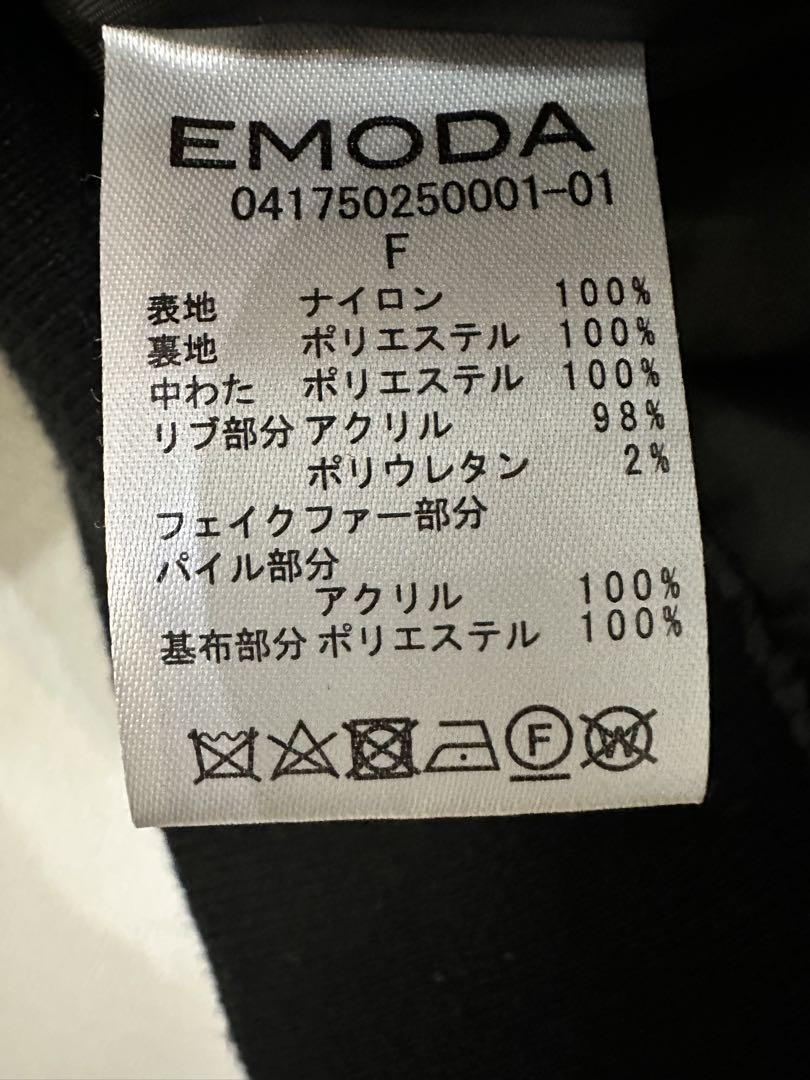 EMODA
041750250001-01
F
表地 ナイロン 100%
裏地 ポリエステル 100%
中わた ポリエステル 100%
リブ部分 アクリル 98%
ポリウレタン 2%
フェイクファー部分
パイル部分
アクリル 100%
基布部分 ポリエステル 100%
F W